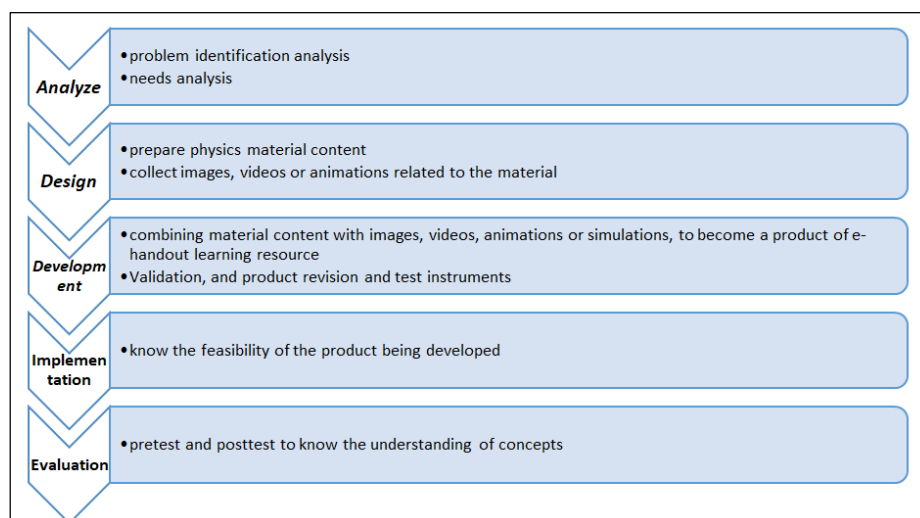 Analyze
•problem identification analysis
•needs analysis
Design
•prepare physics material content
•collect images, videos or animations related to the material
Developm
ent
•combining material content with images, videos, animations or simulations, to become a product of e-
handout learning resource
•Validation, and product revision and test instruments
Implemen
tation
•know the feasibility of the product being developed
Evaluation
•pretest and posttest to know the understanding of concepts